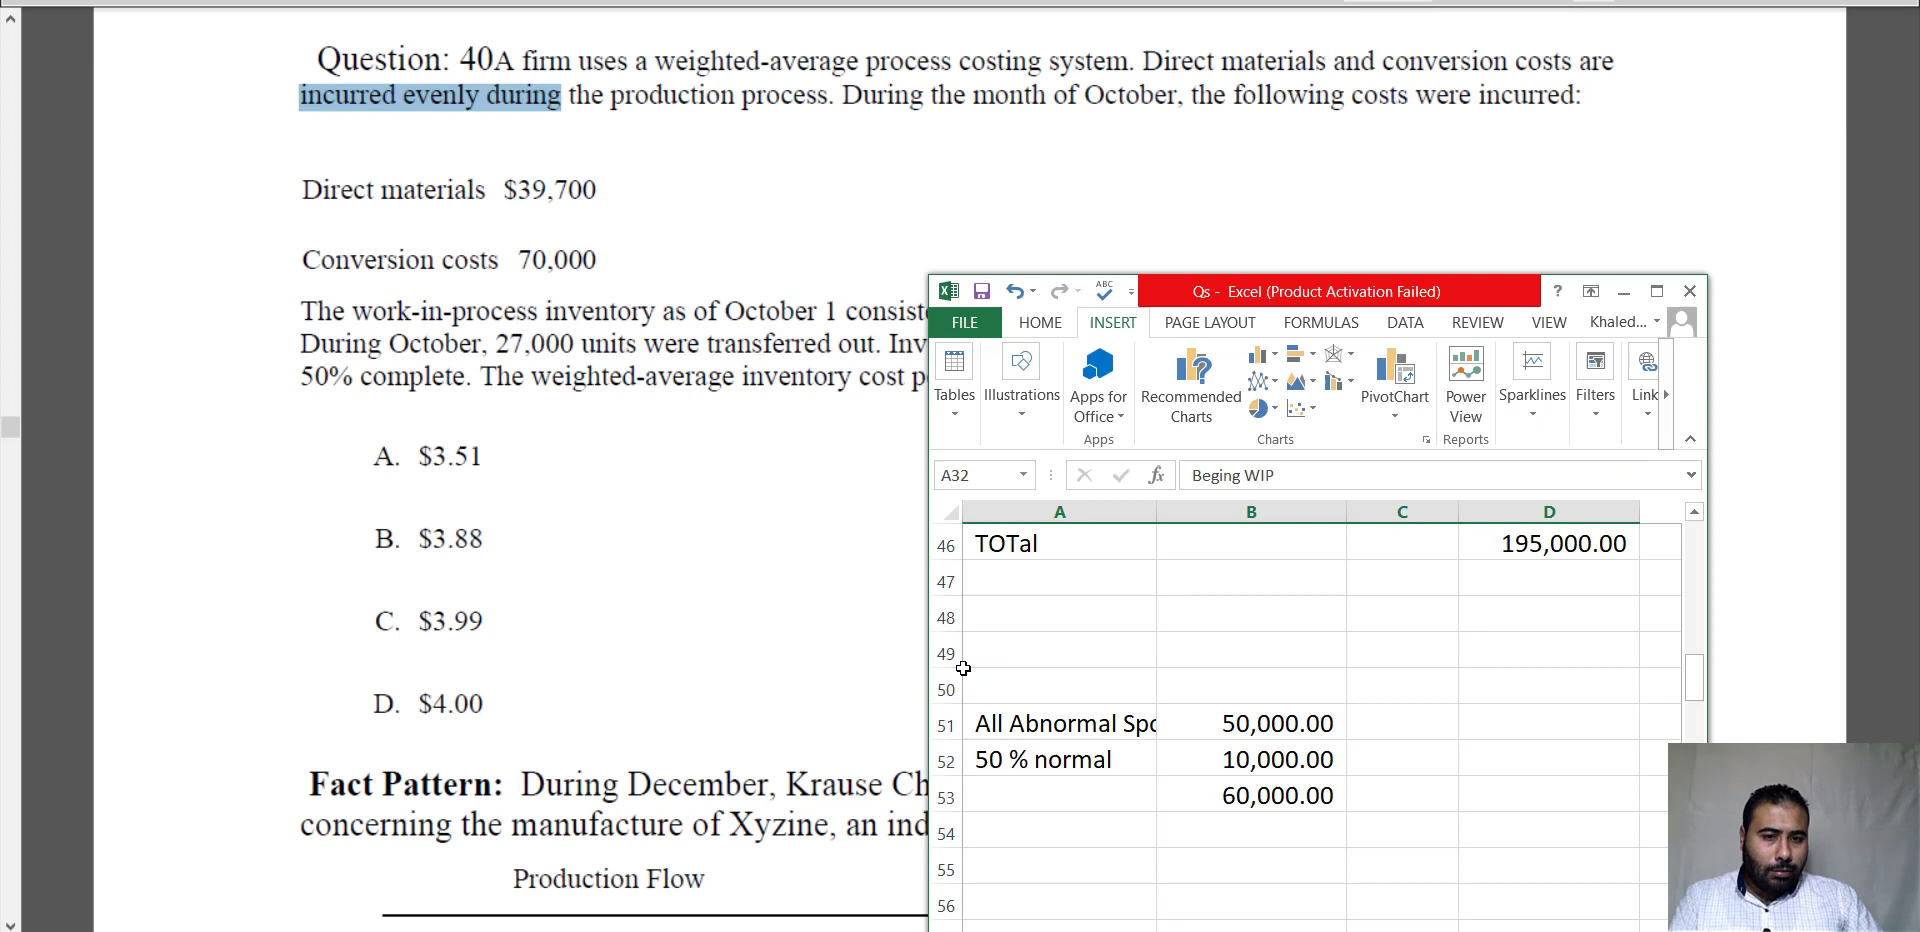 Question: 40A firm uses a weighted-average process costing system. Direct materials and conversion costs are
incurred evenly during the production process. During the month of October, the following costs were incurred:
Direct materials $39,700
Conversion costs 70,000
The work-in-process inventory as of October 1
During October, 27,000 units were transferred out.
50% complete. The weighted-average inventory cost
A. $3.51
B. $3.88
C. $3.99
D. $4.00
Fact Pattern: During December, Krause
concerning the manufacture of Xyzine, an
Production Flow
ABC
Qs - Excel (Product Activation Failed)
?
FILE HOME INSERT PAGE LAYOUT FORMULAS DATA REVIEW VIEW Khaled...
Tables Illustrations Apps for Office Recommended Charts PivotChart Power View Sparklines Filters Link
Apps Charts Reports
A32 fx Beging WIP
A B C D
46 TOTal 195,000.00
47
48
49
50
51 All Abnormal 50,000.00
52 50 % normal 10,000.00
53 60,000.00
54
55
56